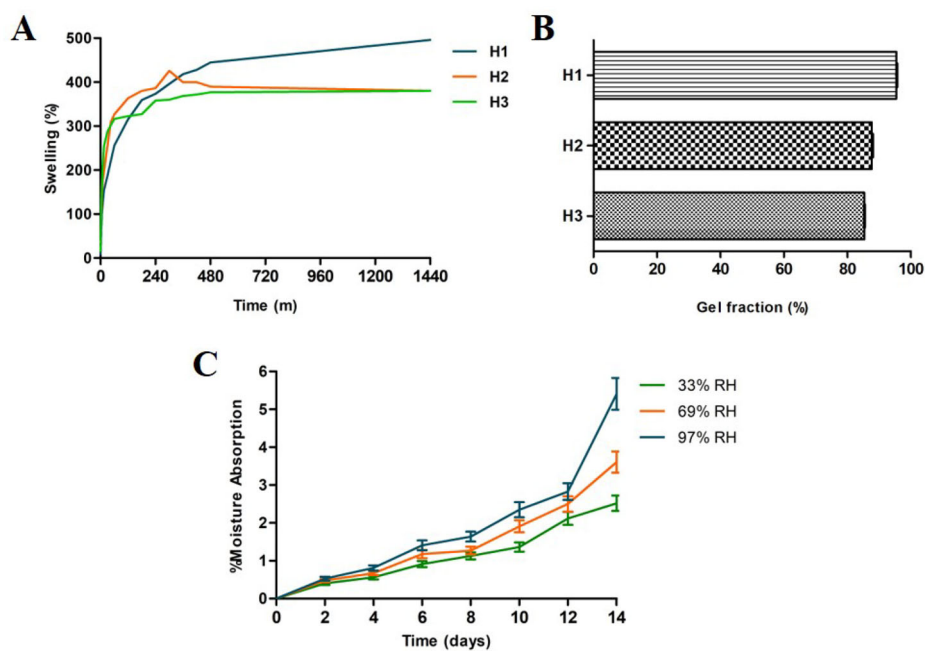 A
500
400
300
200
100
0
Swelling (%)
0 240 480 720 960 1200 1440
Time (m)
H1
H2
H3
B
H1
H2
H3
0 20 40 60 80 100
Gel fraction (%)
C
6
5
4
3
2
1
0
%Moisture Absorption
0 2 4 6 8 10 12 14
Time (days)
33% RH
69% RH
97% RH